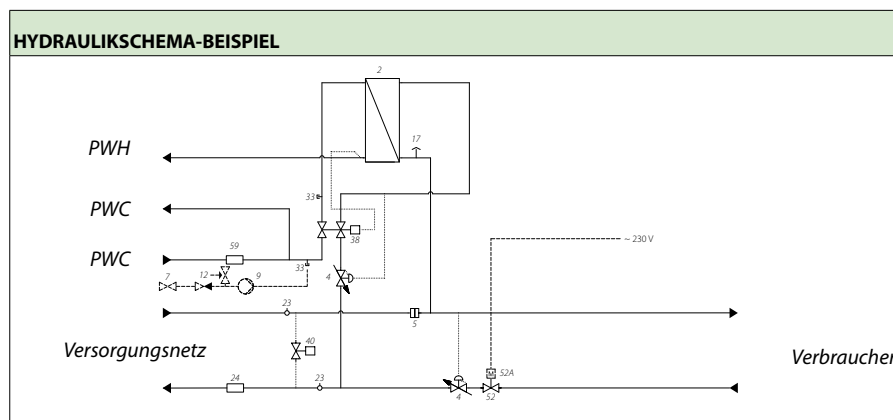 HYDRAULIKSCHEMA-BEISPIEL
2
PWH
17
33
PWC
38
~ 230 V
59
PWC
33
7
12
9
4
23
5
40
Versorgungsnetz
Verbraucher
52A
24
23
4
52